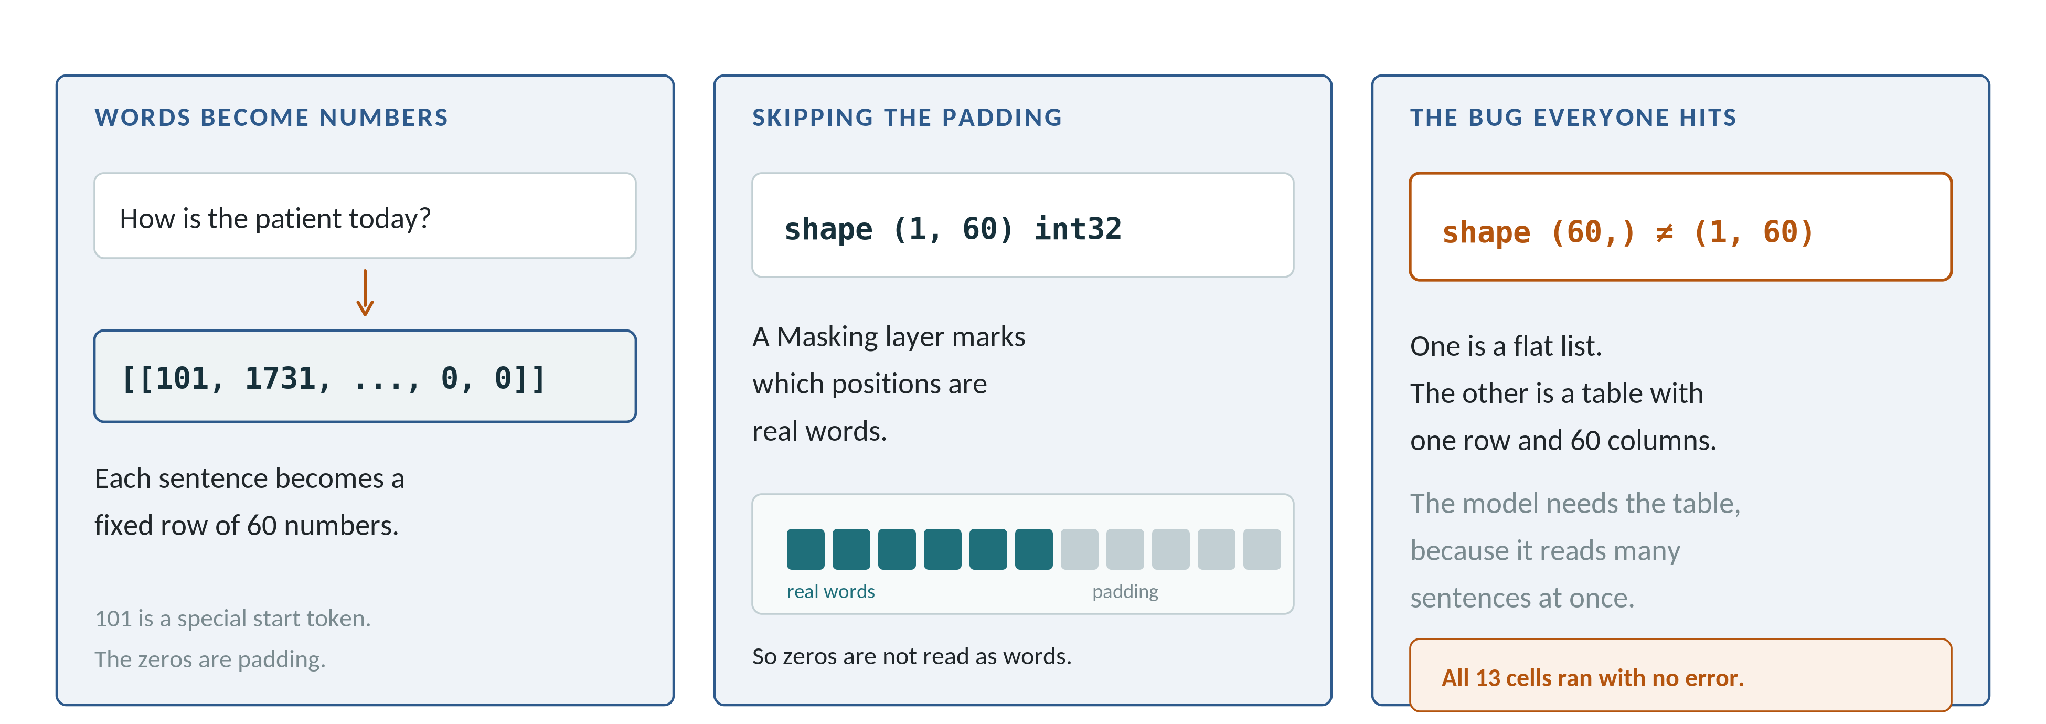 WORDS BECOME NUMBERS
How is the patient today?
[[101, 1731, ..., 0, 0]]
Each sentence becomes a
fixed row of 60 numbers.
101 is a special start token.
The zeros are padding.
SKIPPING THE PADDING
shape (1, 60) int32
A Masking layer marks
which positions are
real words.
real words
padding
So zeros are not read as words.
THE BUG EVERYONE HITS
shape (60,) ≠ (1, 60)
One is a flat list.
The other is a table with
one row and 60 columns.
The model needs the table,
because it reads many
sentences at once.
All 13 cells ran with no error.